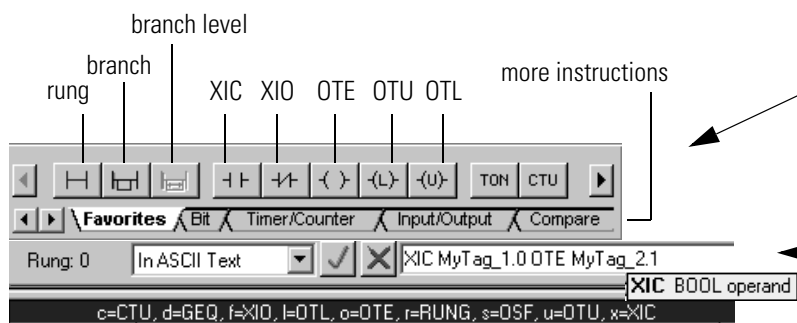 branch level
branch
more instructions
rung XIC XIO OTE OTU OTL
(L) (U) TON CTU
Favorites Bit Timer/Counter Input/Output Compare
Rung: 0 In ASCII Text XIC MyTag_1.0 OTE MyTag_2.1
XIC BOOL operand
c=CTU, d=GEQ, f=XIO, l=OTL, o=OTE, r=RUNG, s=OSF, u=OTU, x=XIC